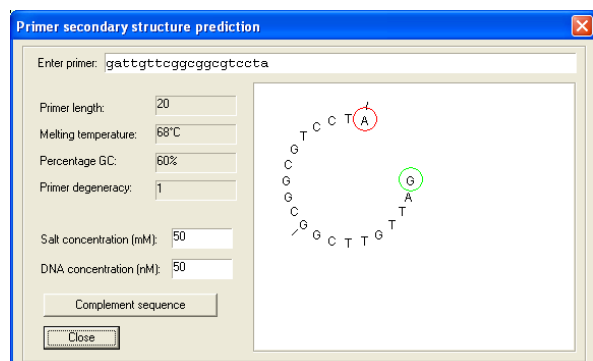 Primer secondary structure prediction
Enter primer: gattgttcggcggcgtccta
Primer length: 20
Melting temperature: 68°C
Percentage GC: 60%
Primer degeneracy: 1
Salt concentration (mM): 50
DNA concentration (nM): 50
Complement sequence
Close
G A T T G T T C G G C G G C G T C C T A